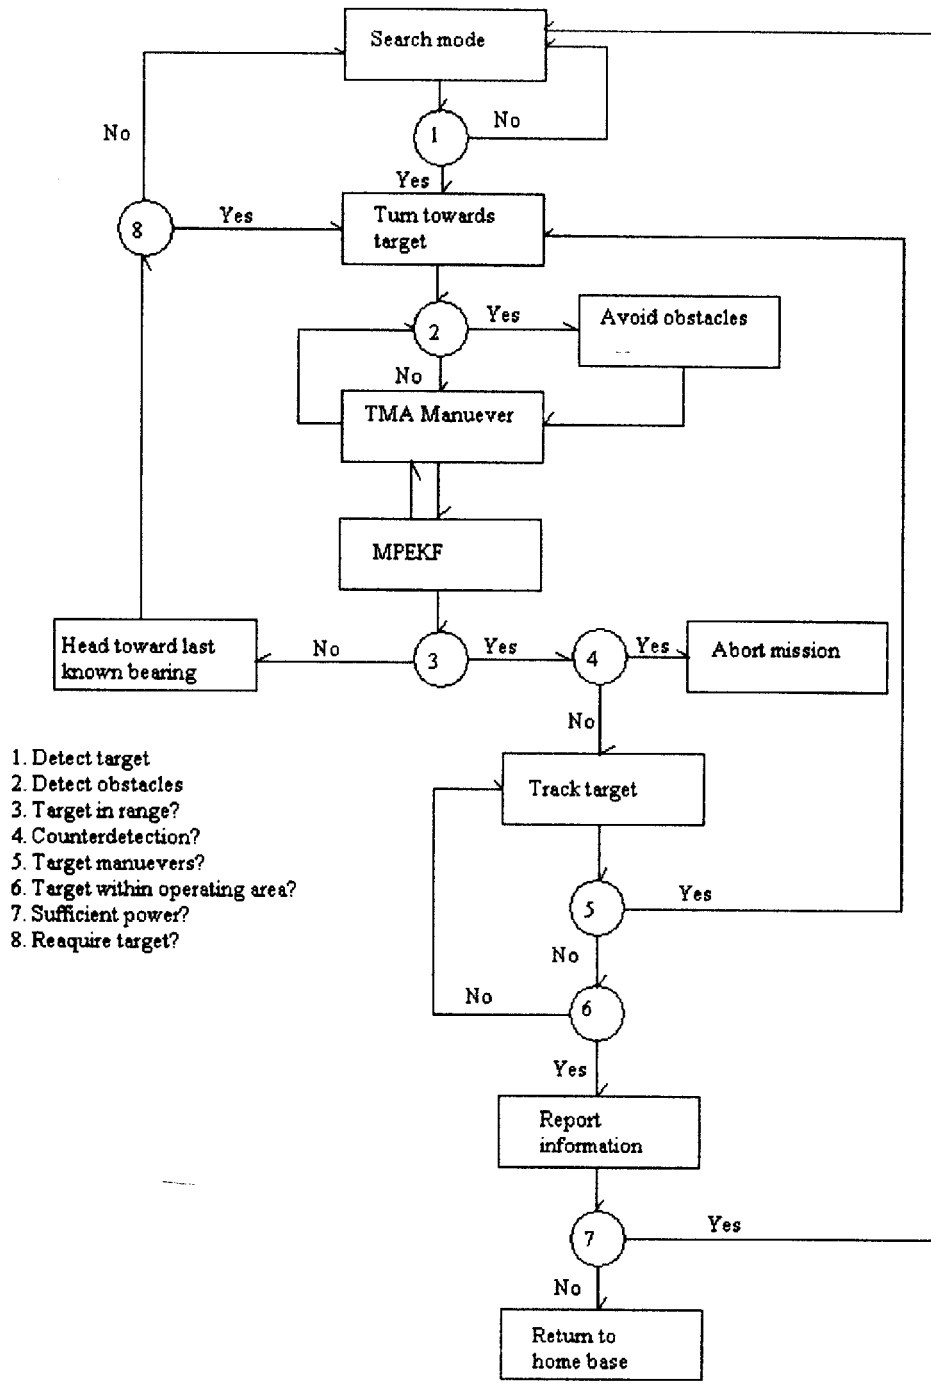 Search mode
1
No
Yes
No
8
Yes
Turn towards
target
2
Yes
Avoid obstacles
No
TMA Manuever
MPEKF
Head toward last
known bearing
No
3
Yes
4
Yes
Abort mission
No
Track target
1. Detect target
2. Detect obstacles
3. Target in range?
4. Counterdetection?
5. Target manuevers?
6. Target within operating area?
7. Sufficient power?
8. Reaquire target?
5
Yes
No
No
6
Yes
Report
information
7
Yes
No
Return to
home base